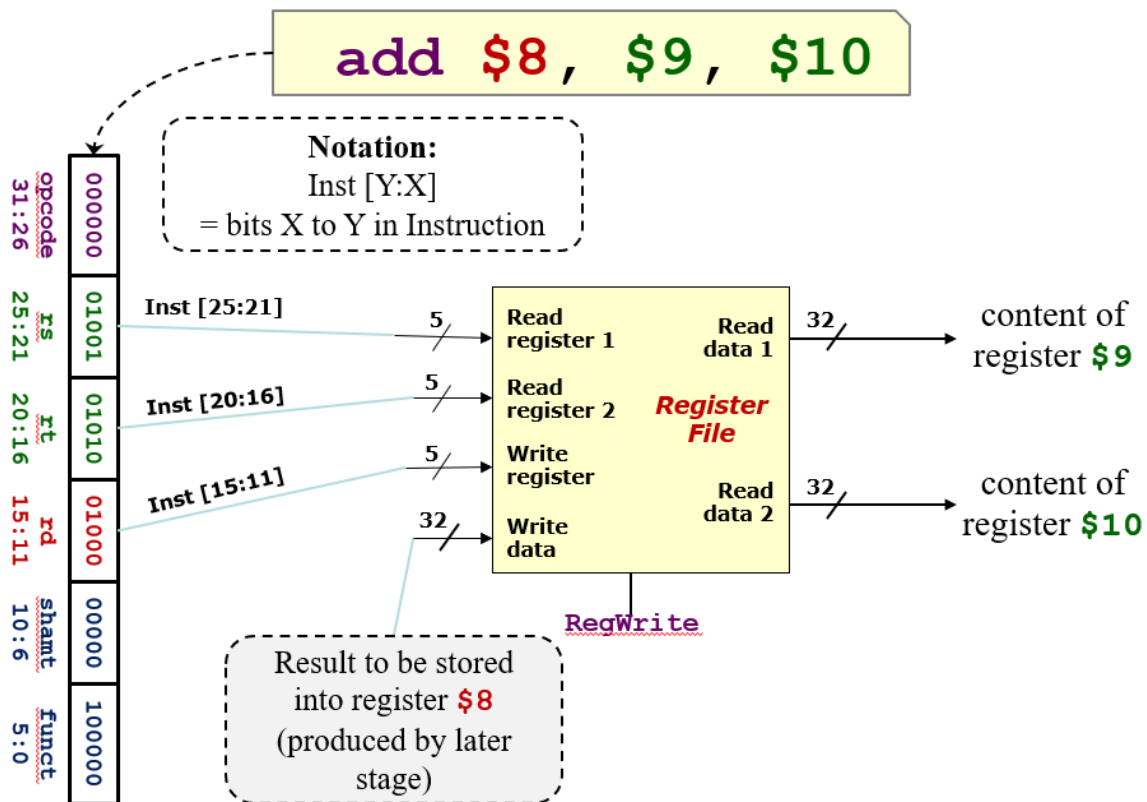 add $8, $9, $10
Notation:
Inst [Y:X]
= bits X to Y in Instruction
opcode
31:26
000000
rs
25:21
01001
rt
20:16
01010
rd
15:11
01000
shamt
10:6
00000
funct
5:0
100000
Inst [25:21]
Inst [20:16]
Inst [15:11]
5
5
5
32
Read
register 1
Read
register 2
Write
register
Write
data
Register
File
Read
data 1
Read
data 2
32
32
content of
register $9
content of
register $10
RegWrite
Result to be stored
into register $8
(produced by later
stage)